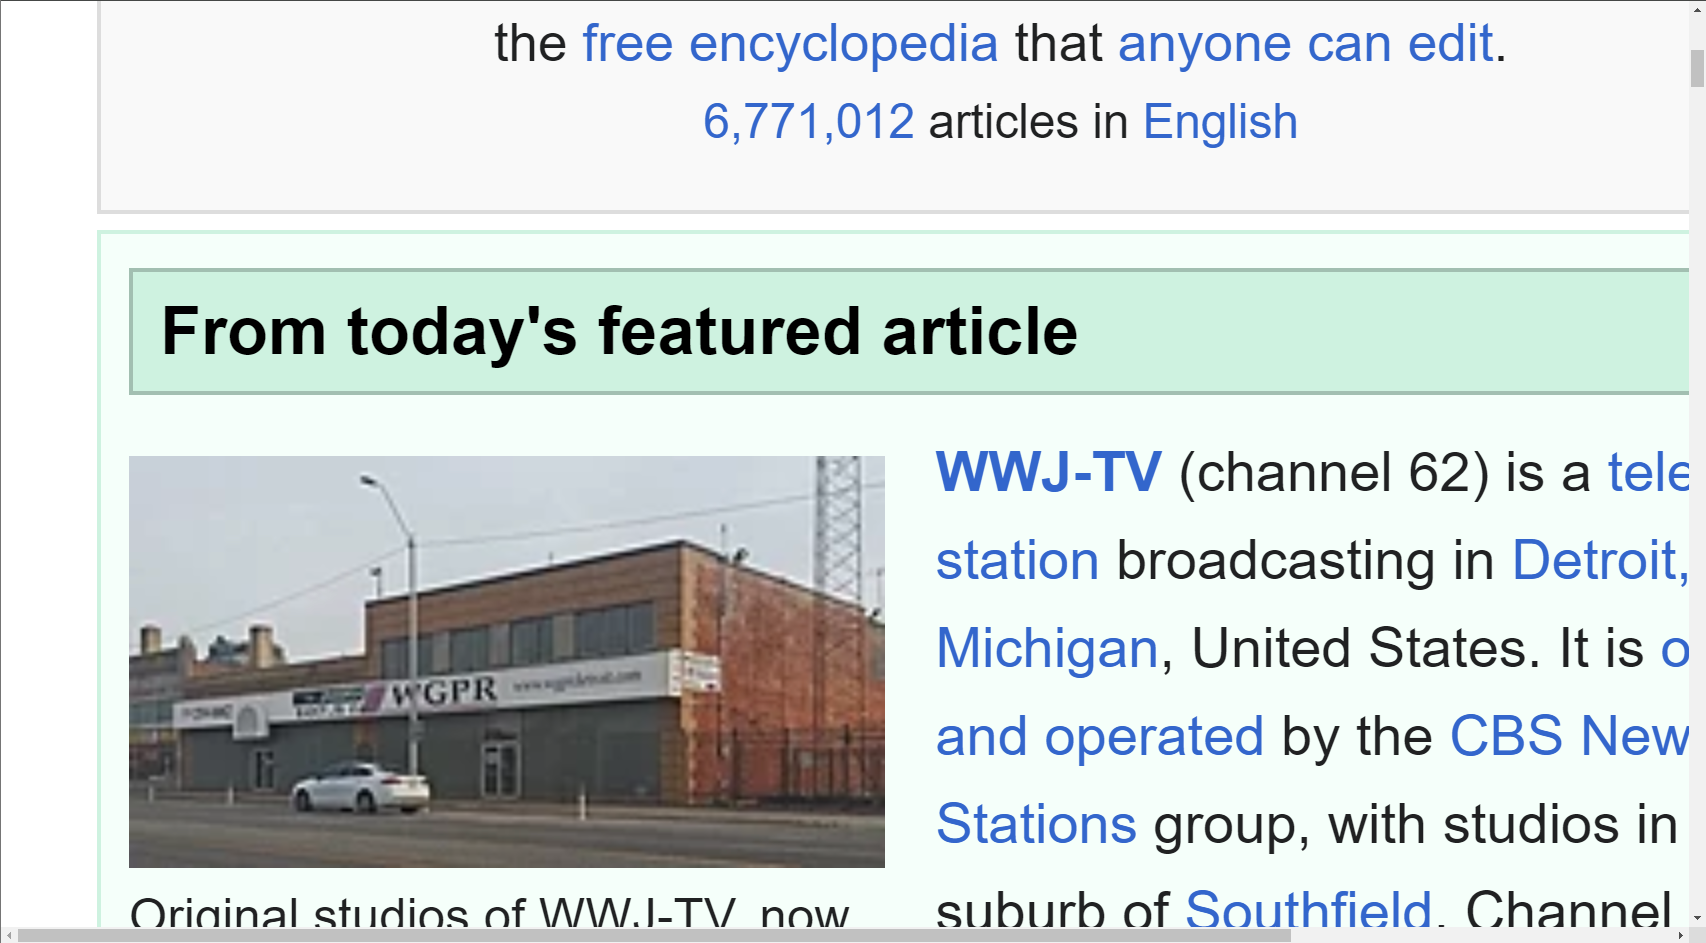 the free encyclopedia that anyone can edit.
6,771,012 articles in English
From today's featured article
WWJ-TV (channel 62) is a tele
station broadcasting in Detroit,
Michigan, United States. It is o
and operated by the CBS New
Stations group, with studios in
suburb of Southfield. Channel
WGPR
Original studios of WWJ-TV, now